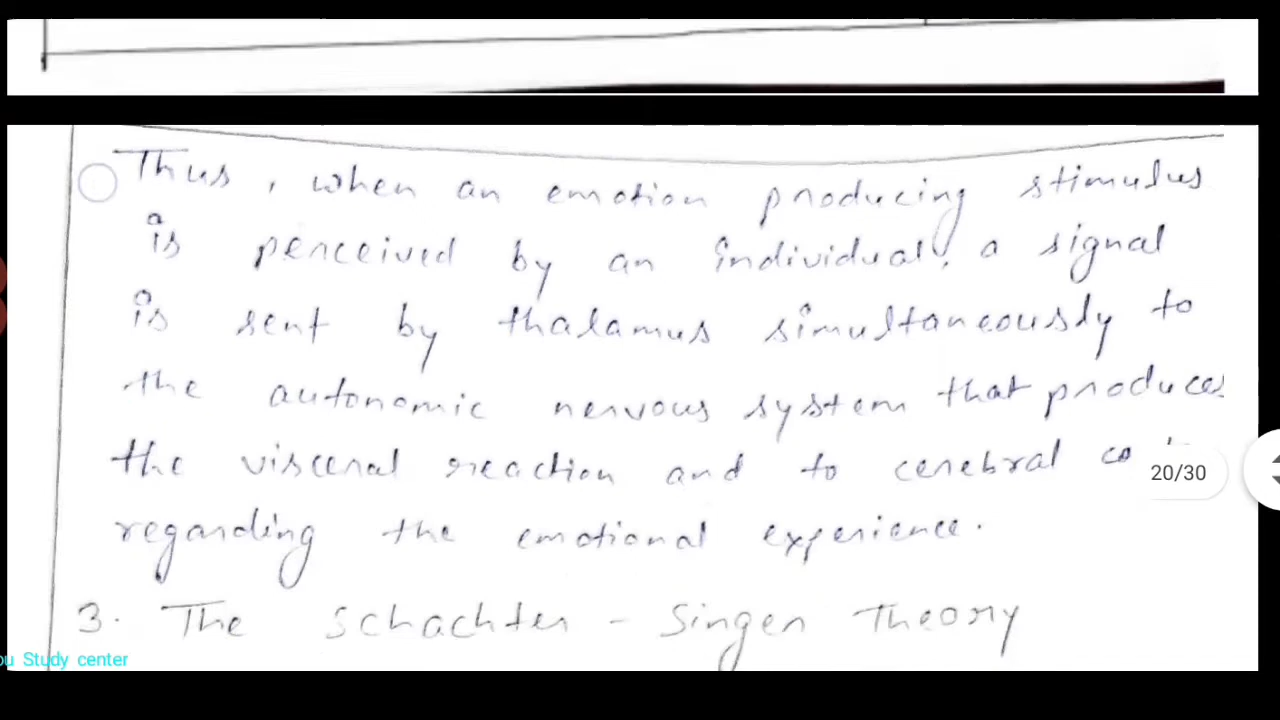 Thus, when an emotion producing stimulus
is perceived by an individual, a signal
is sent by thalamus simultaneously to
the autonomic nervous system that produces
the visceral reaction and to cerebral
20/30
regarding the emotional experience.
3. The Schachter - Singer Theory
ou Study center